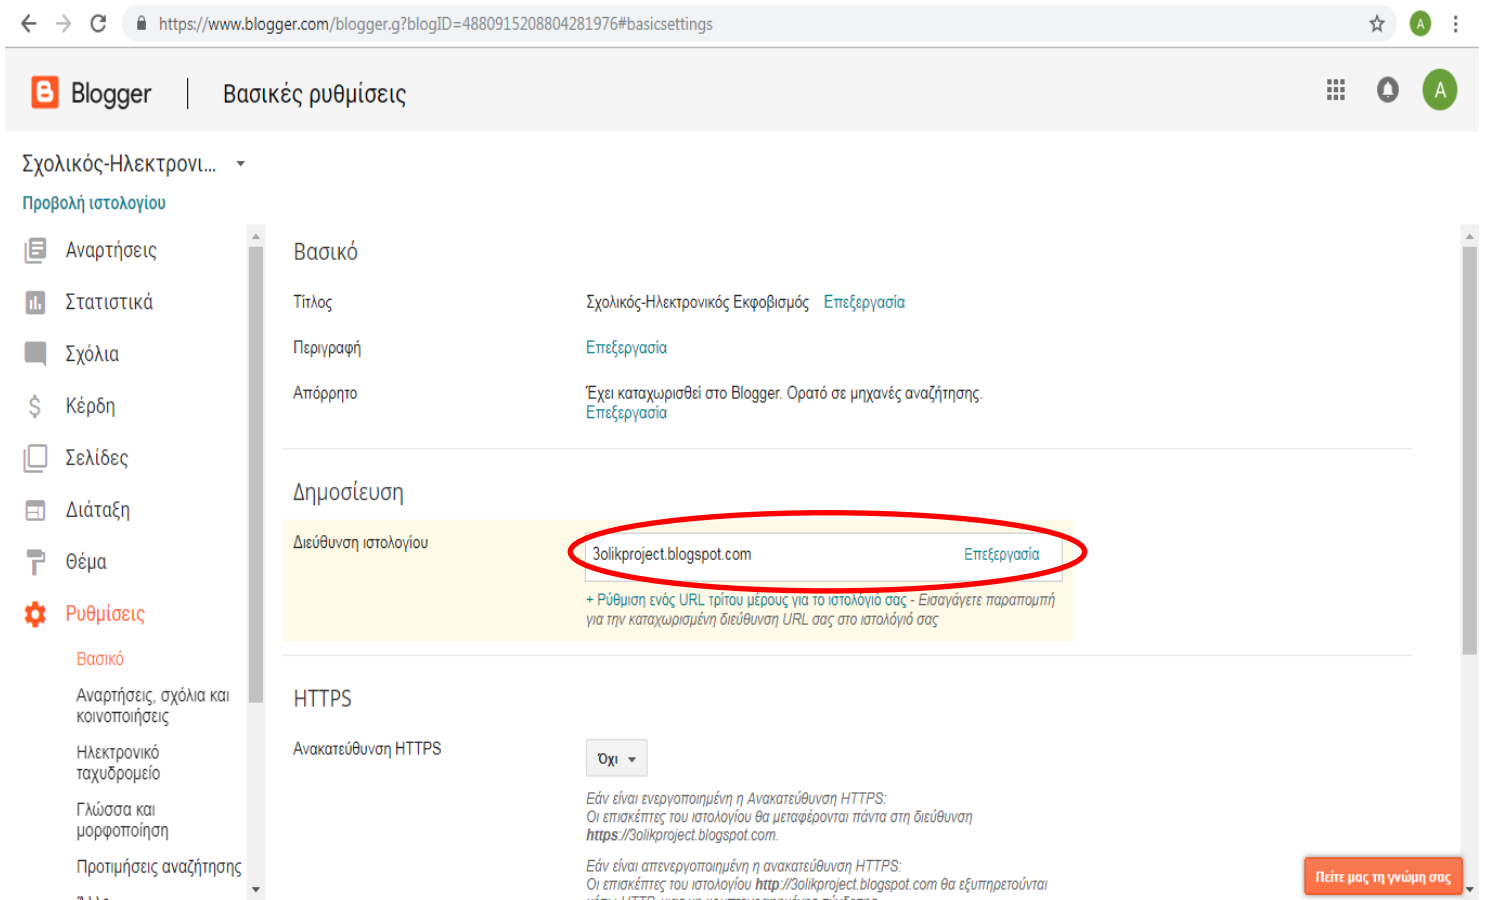 https://www.blogger.com/blogger.g?blogID=4880915208804281976#basicsettings
A
Blogger
Βασικές ρυθμίσεις
A
Σχολικός-Ηλεκτρονι...
Προβολή ιστολογίου
Αναρτήσεις
Στατιστικά
Σχόλια
Κέρδη
Σελίδες
Διάταξη
Θέμα
Ρυθμίσεις
Βασικό
Αναρτήσεις, σχόλια και
κοινοποιήσεις
Ηλεκτρονικό
ταχυδρομείο
Γλώσσα και
μορφοποίηση
Προτιμήσεις αναζήτησης
Βασικό
Τίτλος
Σχολικός-Ηλεκτρονικός Εκφοβισμός Επεξεργασία
Περιγραφή
Επεξεργασία
Απόρρητο
Έχει καταχωρισθεί στο Blogger. Ορατό σε μηχανές αναζήτησης.
Επεξεργασία
Δημοσίευση
Διεύθυνση ιστολογίου
3olikproject.blogspot.com
Επεξεργασία
+ Ρύθμιση ενός URL τρίτου μέρους για το ιστολόγιό σας - Εισαγάγετε παραπομπή
για την καταχωρισμένη διεύθυνση URL σας στο ιστολόγιό σας
HTTPS
Ανακατεύθυνση HTTPS
Όχι
Εάν είναι ενεργοποιημένη η Ανακατεύθυνση HTTPS:
Οι επισκέπτες του ιστολογίου θα μεταφέρονται πάντα στη διεύθυνση
https://3olikproject.blogspot.com.
Εάν είναι απενεργοποιημένη η ανακατεύθυνση HTTPS:
Οι επισκέπτες του ιστολογίου http://3olikproject.blogspot.com θα εξυπηρετούνται
Πείτε μας τη γνώμη σας